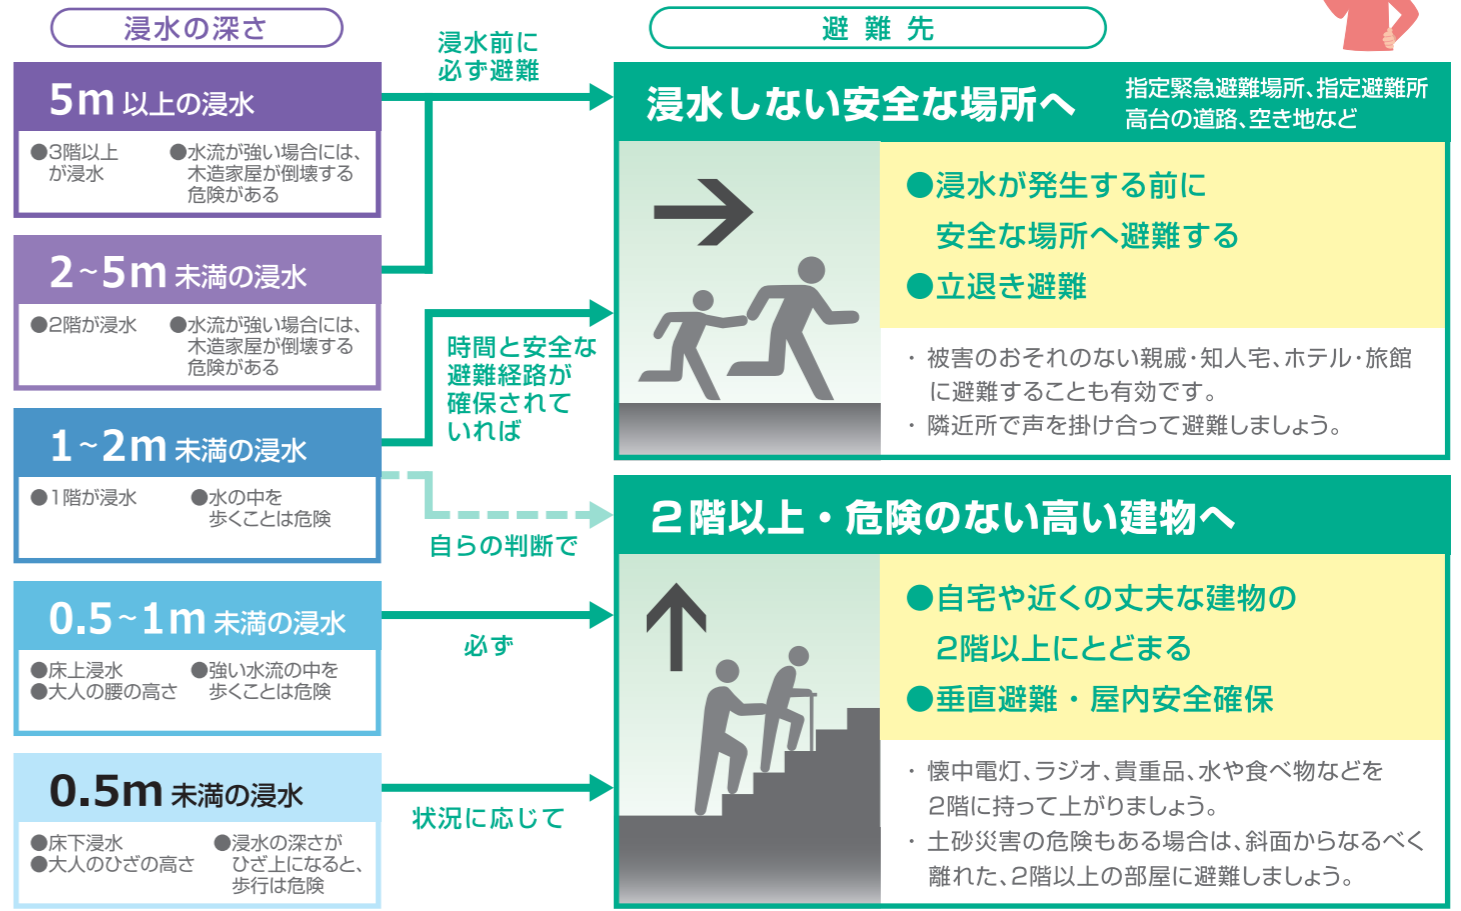 浸水の深さ
避難先
浸水前に
必ず避難
5m 以上の浸水
●3階以上
が浸水
●水流が強い場合には、
木造家屋が倒壊する
危険がある
2~5m 未満の浸水
●2階が浸水
●水流が強い場合には、
木造家屋が倒壊する
危険がある
時間と安全な
避難経路が
確保されて
いれば
1~2m 未満の浸水
●1階が浸水
●水の中を
歩くことは危険
自らの判断で
0.5~1m 未満の浸水
●床上浸水
●大人の腰の高さ
●強い水流の中を
歩くことは危険
必ず
0.5m 未満の浸水
●床下浸水
●大人のひざの高さ
●浸水の深さが
ひざ上になると、
歩行は危険
状況に応じて
浸水しない安全な場所へ
指定緊急避難場所、指定避難所
高台の道路、空き地など
●浸水が発生する前に
安全な場所へ避難する
●立退き避難
・ 被害のおそれのない親戚・知人宅、ホテル・旅館
に避難することも有効です。
・ 隣近所で声を掛け合って避難しましょう。
２階以上・危険のない高い建物へ
●自宅や近くの丈夫な建物の
2階以上にとどまる
●垂直避難・屋内安全確保
・ 懐中電灯、ラジオ、貴重品、水や食べ物などを
2階に持って上がりましょう。
・ 土砂災害の危険もある場合は、斜面からなるべく
離れた、2階以上の部屋に避難しましょう。